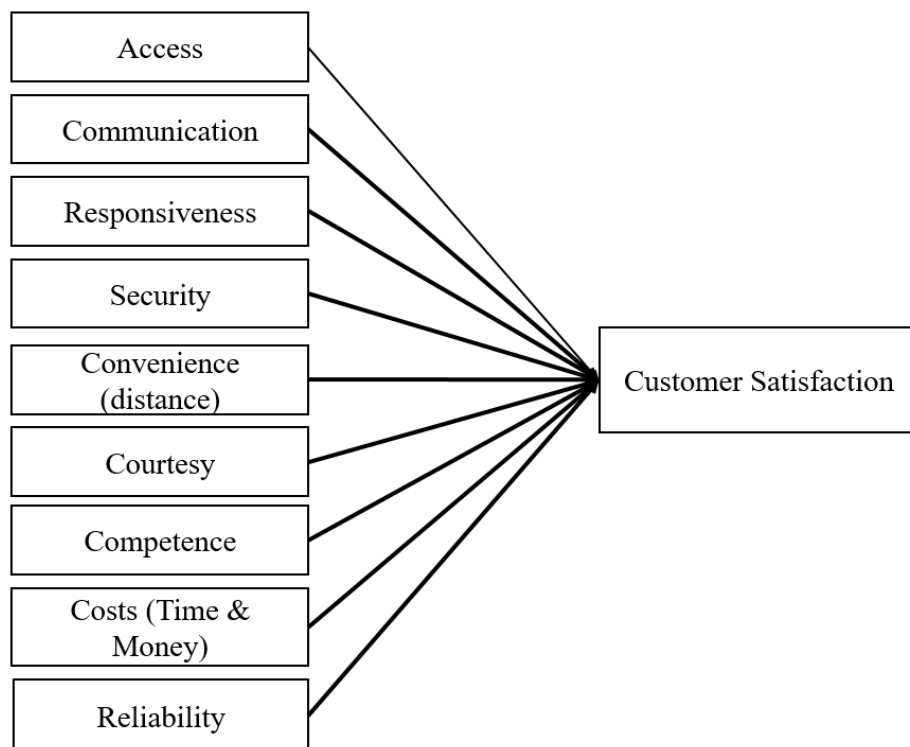 Access
Communication
Responsiveness
Security
Convenience
(distance)
Customer Satisfaction
Courtesy
Competence
Costs (Time &
Money)
Reliability